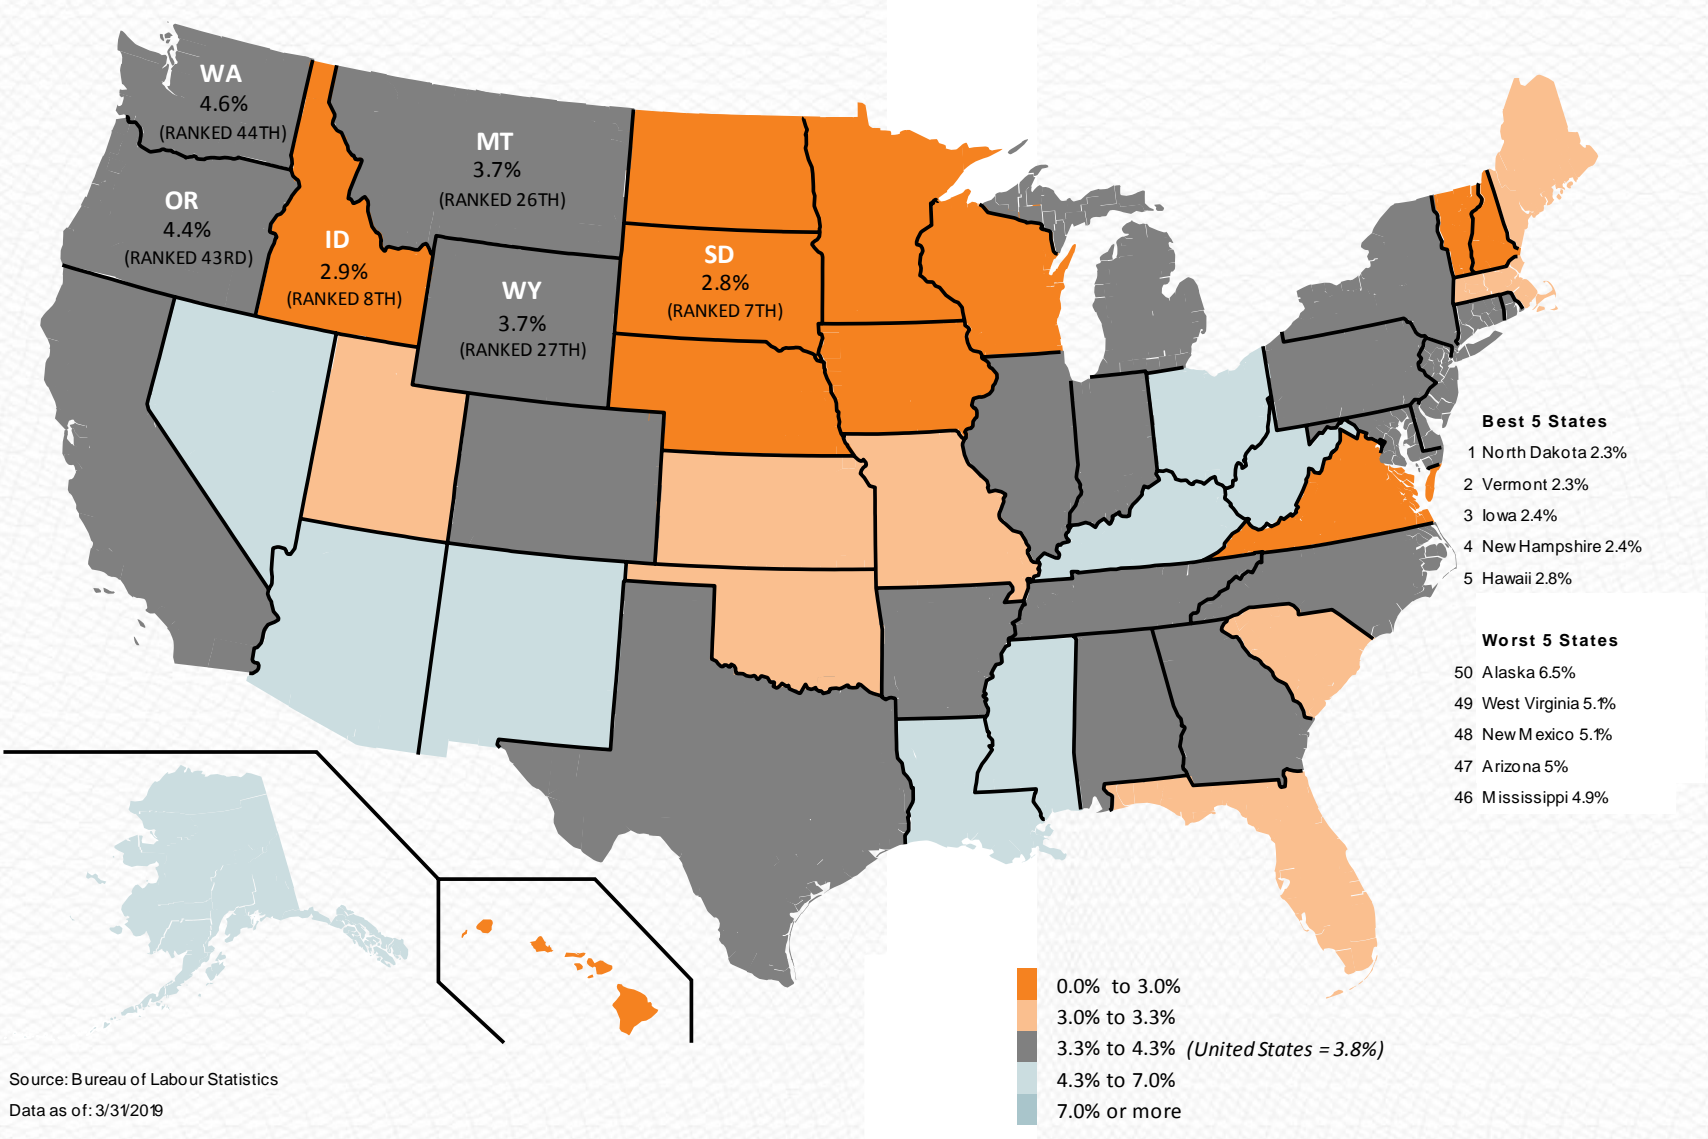 WA
4.6%
(RANKED 44TH)
MT
3.7%
(RANKED 26TH)
OR
4.4%
(RANKED 43RD)
ID
2.9%
(RANKED 8TH)
SD
2.8%
(RANKED 7TH)
WY
3.7%
(RANKED 27TH)
Best 5 States
1 North Dakota 2.3%
2 Vermont 2.3%
3 Iowa 2.4%
4 New Hampshire 2.4%
5 Hawaii 2.8%
Worst 5 States
50 Alaska 6.5%
49 West Virginia 5.1%
48 New Mexico 5.1%
47 Arizona 5%
46 Mississippi 4.9%
0.0% to 3.0%
3.0% to 3.3%
3.3% to 4.3% (United States = 3.8%)
4.3% to 7.0%
7.0% or more
Source: Bureau of Labour Statistics
Data as of: 3/31/2019